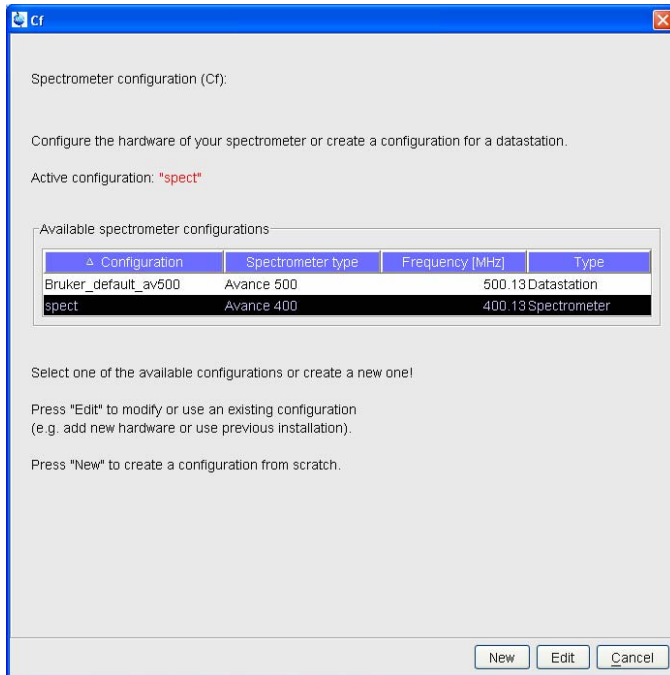 Cf
Spectrometer configuration (Cf):
Configure the hardware of your spectrometer or create a configuration for a datastation.
Active configuration: "spect"
Available spectrometer configurations
△ Configuration Spectrometer type Frequency [MHz] Type
Bruker_default_av500 Avance 500 500.13 Datastation
spect Avance 400 400.13 Spectrometer
Select one of the available configurations or create a new one!
Press "Edit" to modify or use an existing configuration
(e.g. add new hardware or use previous installation).
Press "New" to create a configuration from scratch.
New Edit Cancel